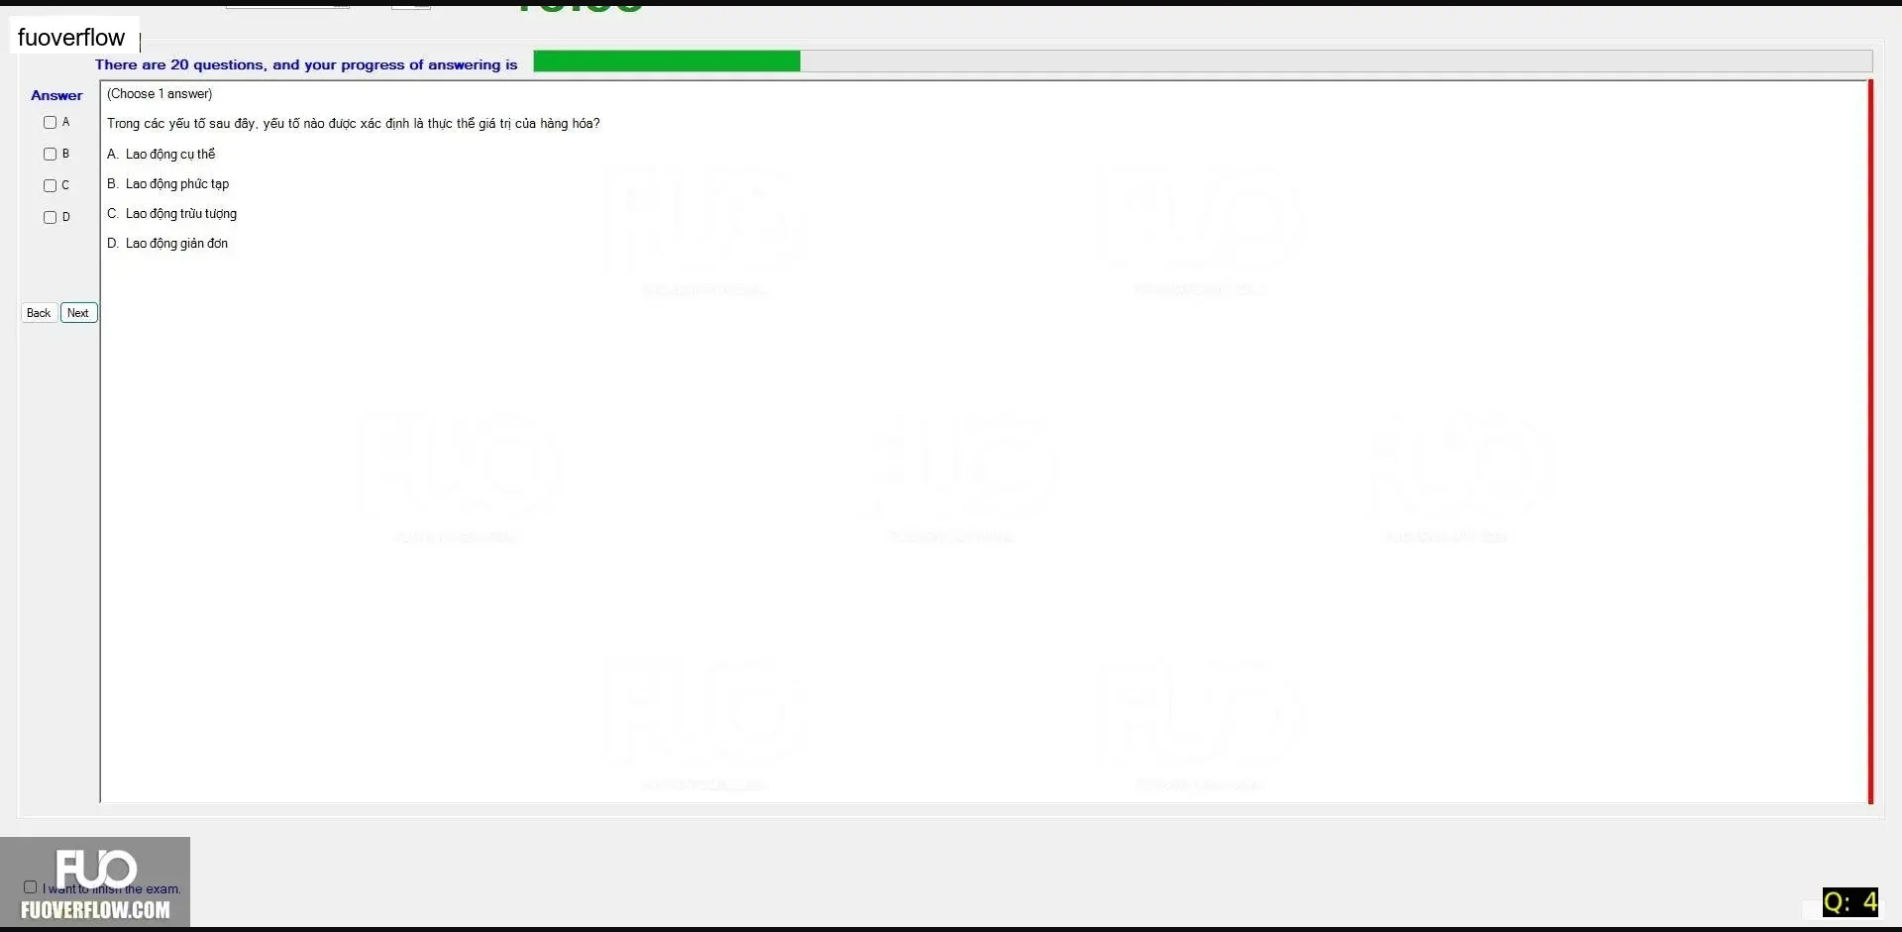 fuoverflow
There are 20 questions, and your progress of answering is
Answer
(Choose 1 answer)
A
Trong các yếu tố sau đây, yếu tố nào được xác định là thực thể giá trị của hàng hóa?
B
A. Lao động cụ thể
C
B. Lao động phức tạp
D
C. Lao động trừu tượng
D. Lao động giản đơn
Back Next
FUO
I want to finish the exam.
FUOVERFLOW.COM
Q: 4